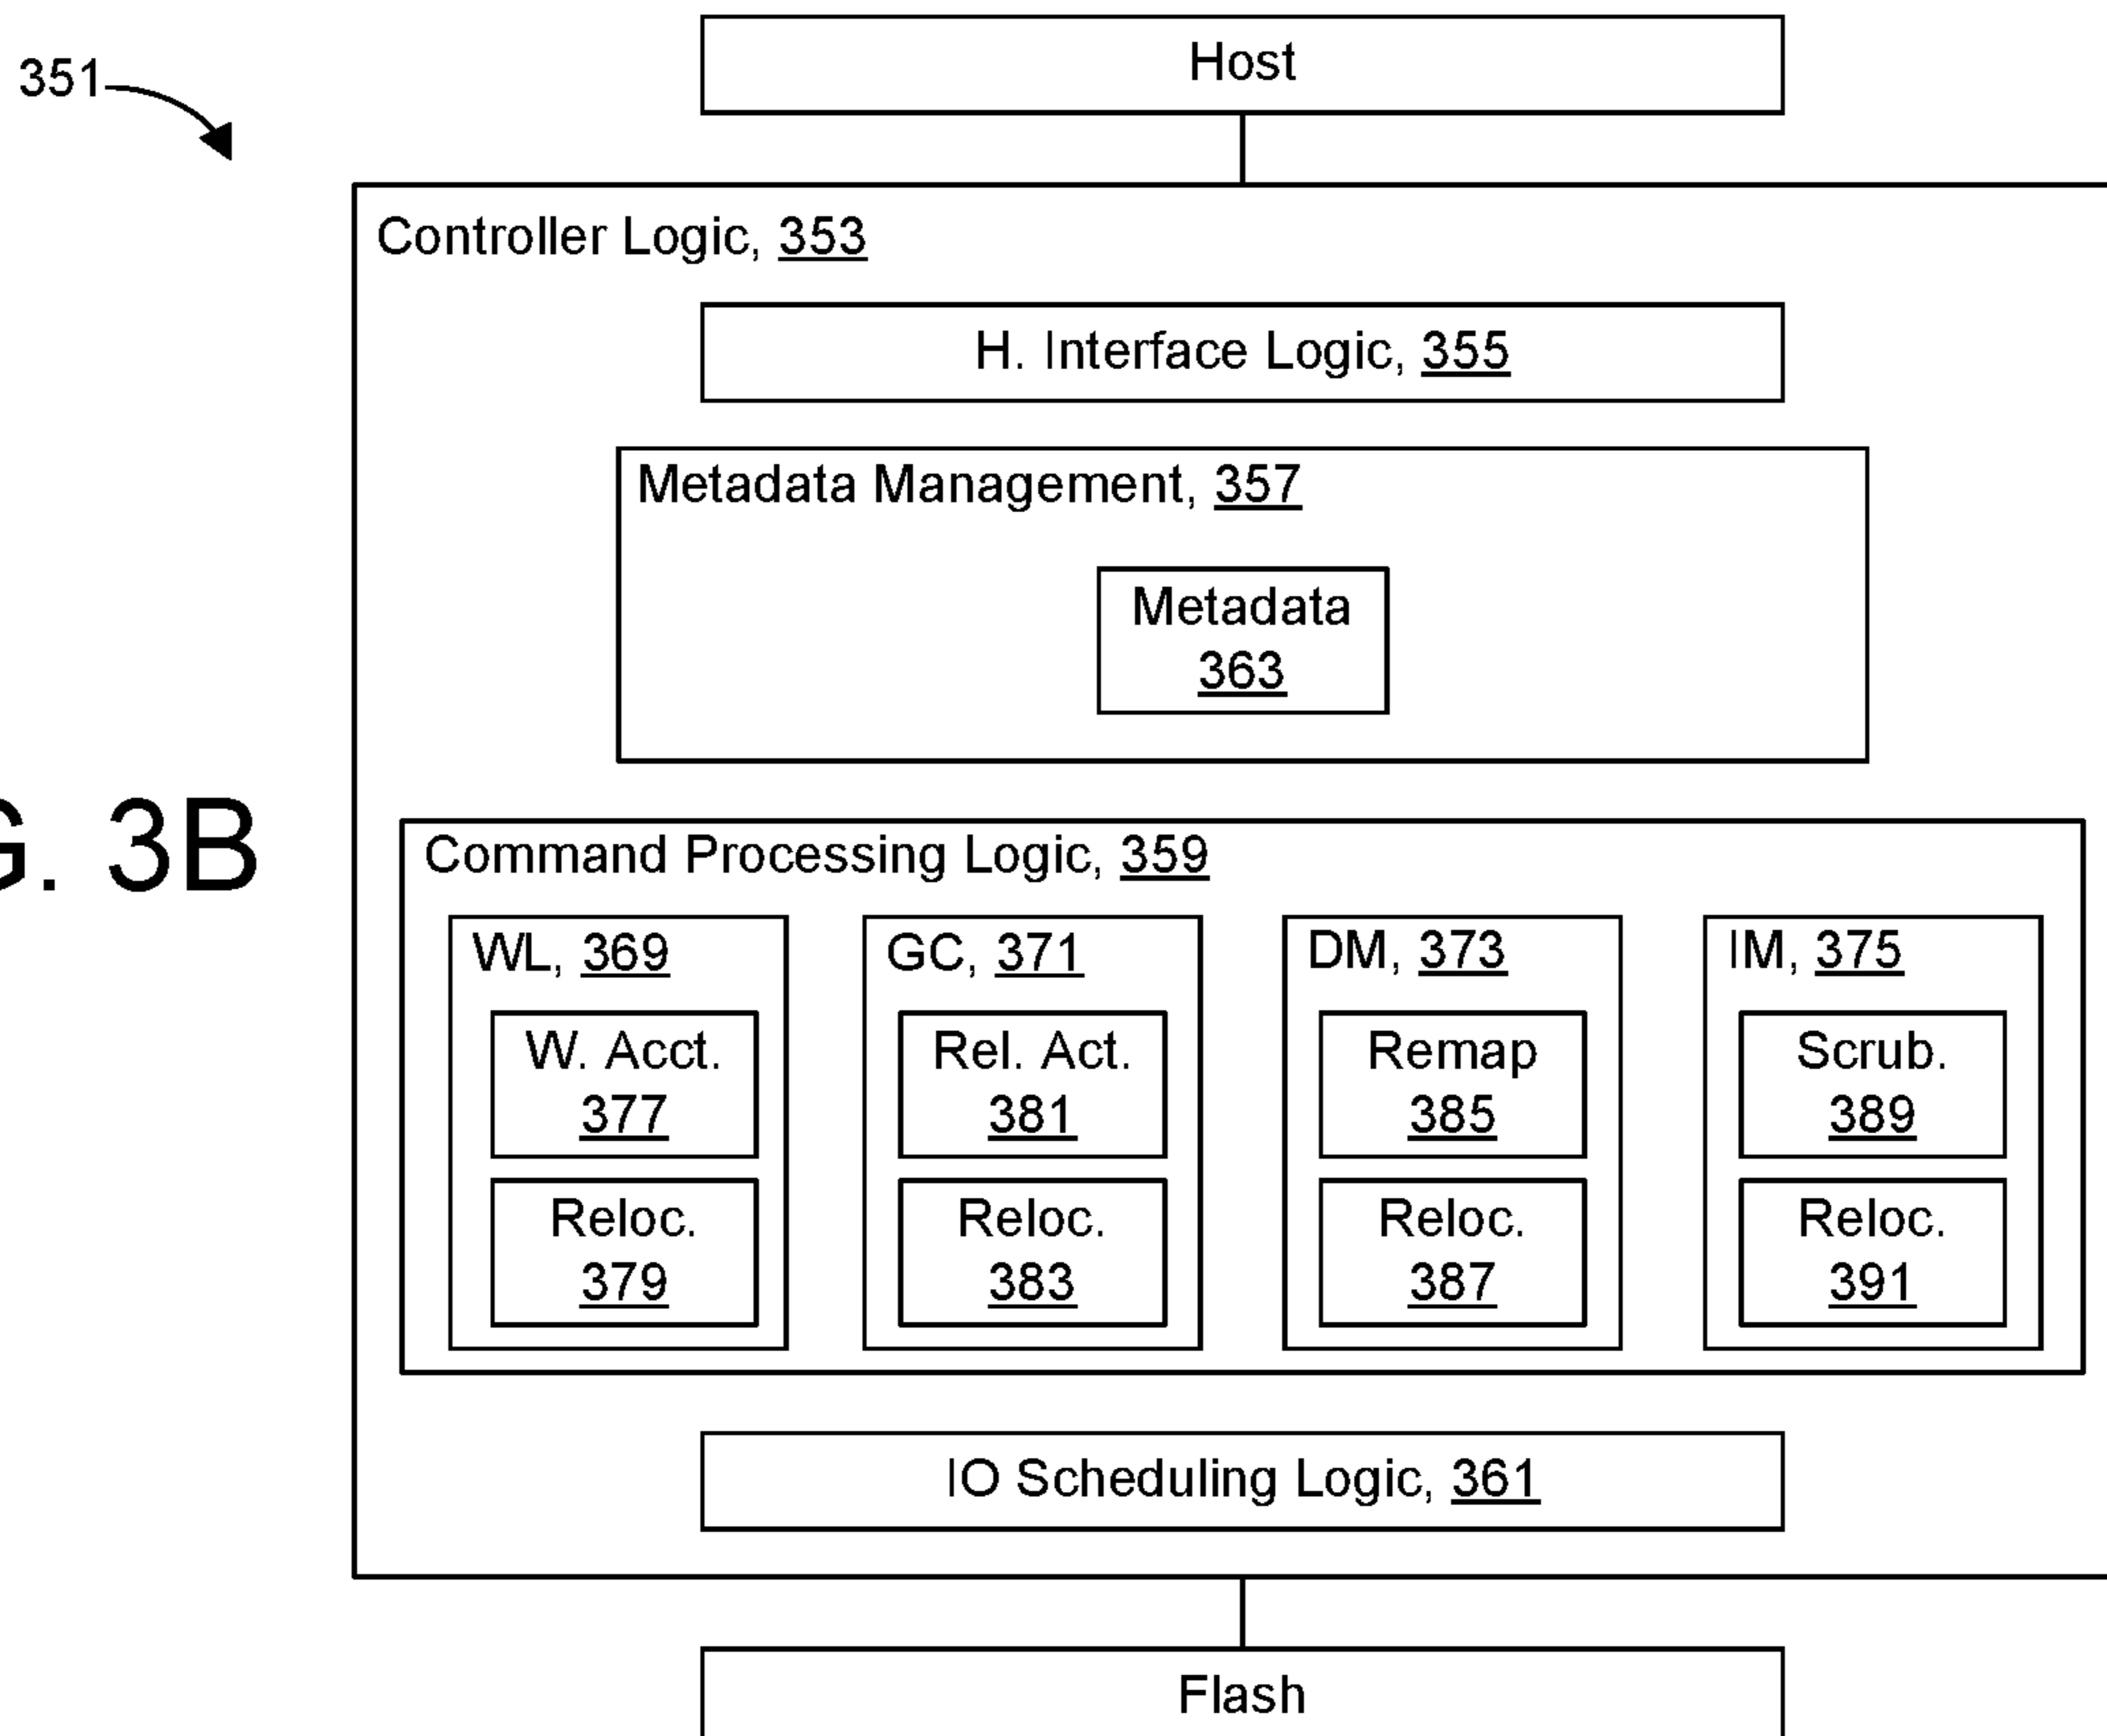 Host
351
Controller Logic, 353
H. Interface Logic, 355
Metadata Management, 357
Metadata
363
G. 3B
Command Processing Logic, 359
WL, 369
W. Acct.
377
Reloc.
379
GC, 371
Rel. Act.
381
Reloc.
383
DM, 373
Remap
385
Reloc.
387
IM, 375
Scrub.
389
Reloc.
391
IO Scheduling Logic, 361
Flash